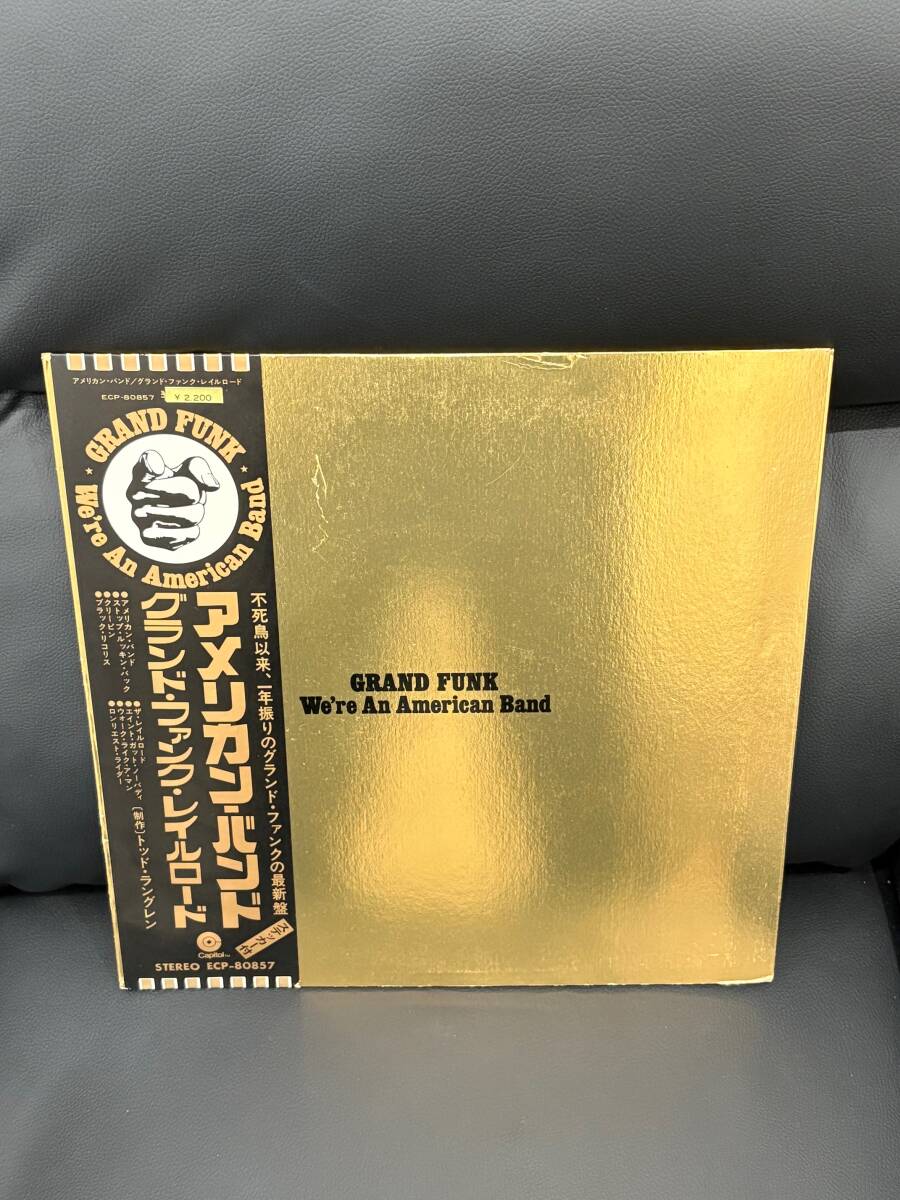 アメリカン・バンド/グランド・ファンク・レイルロード
ECP-80857
¥2,200
★ GRAND FUNK ★
We're An American Band
不死鳥以来、一年振りのグランド・ファンクの最新盤
アメリカン・バンド
グランド・ファンク・レイルロード
●アメリカン・バンド
●ストップ・ルッキン・バック
●クリーピン
●ブラック・リコリス
●ザ・レイルロード
●エイント・ガット・ノーバディ
●ウォーク・ライク・ア・マン
●ロンリエスト・ライダー
〔制作〕トッド・ラングレン
ステッカー付
Capitol
STEREO ECP-80857
GRAND FUNK
We're An American Band